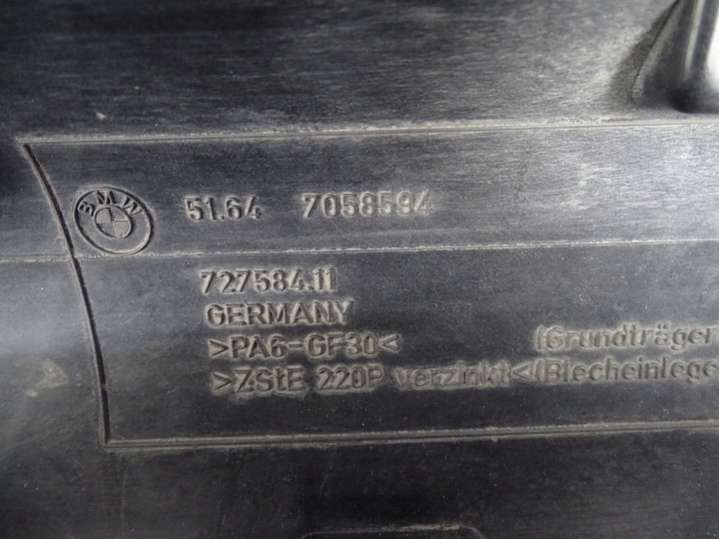 BMW 51.64 7058594
727584.11
GERMANY
>PA6-GF30< (Grundträger
>ZStE 220P verzinkt<(Blecheinlege